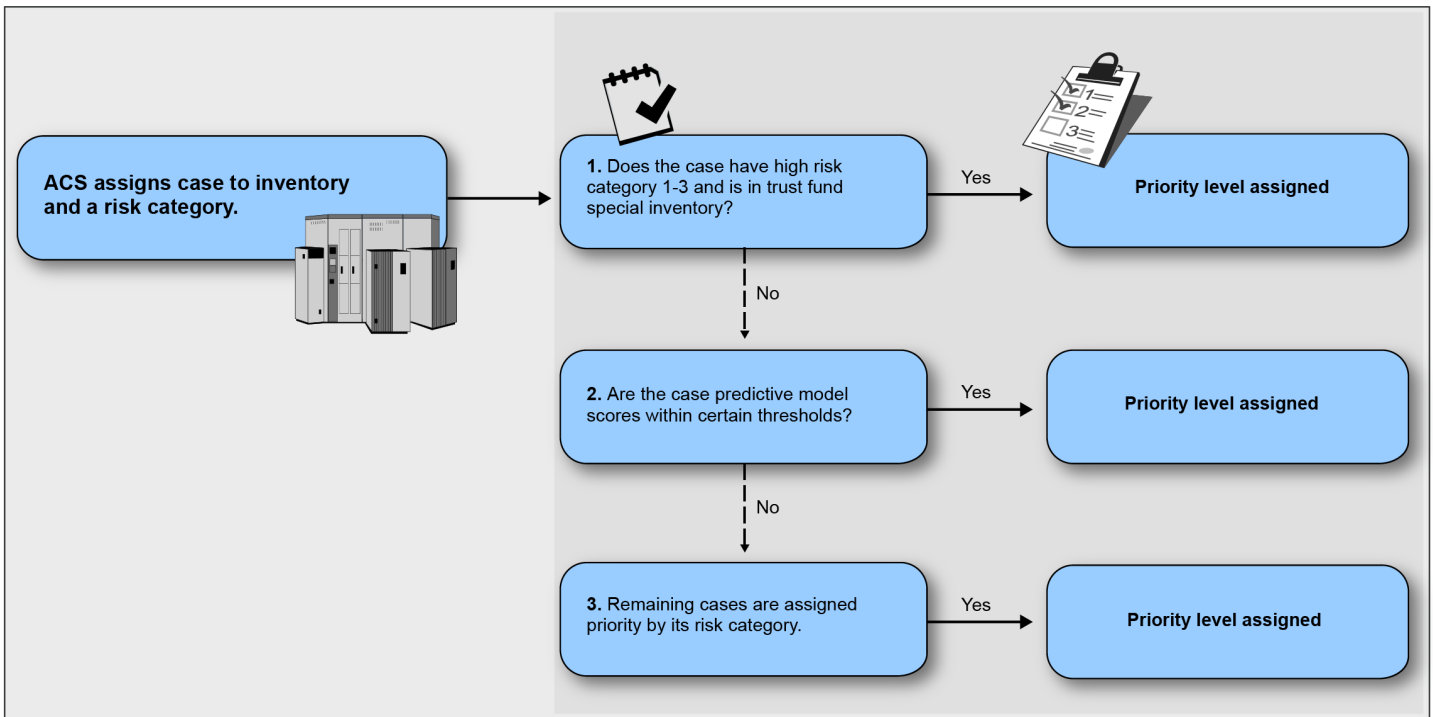 ACS assigns case to inventory
and a risk category.
1. Does the case have high risk
category 1-3 and is in trust fund
special inventory?
Yes
1
2
3
Priority level assigned
No
2. Are the case predictive model
scores within certain thresholds?
Yes
Priority level assigned
No
3. Remaining cases are assigned
priority by its risk category.
Yes
Priority level assigned